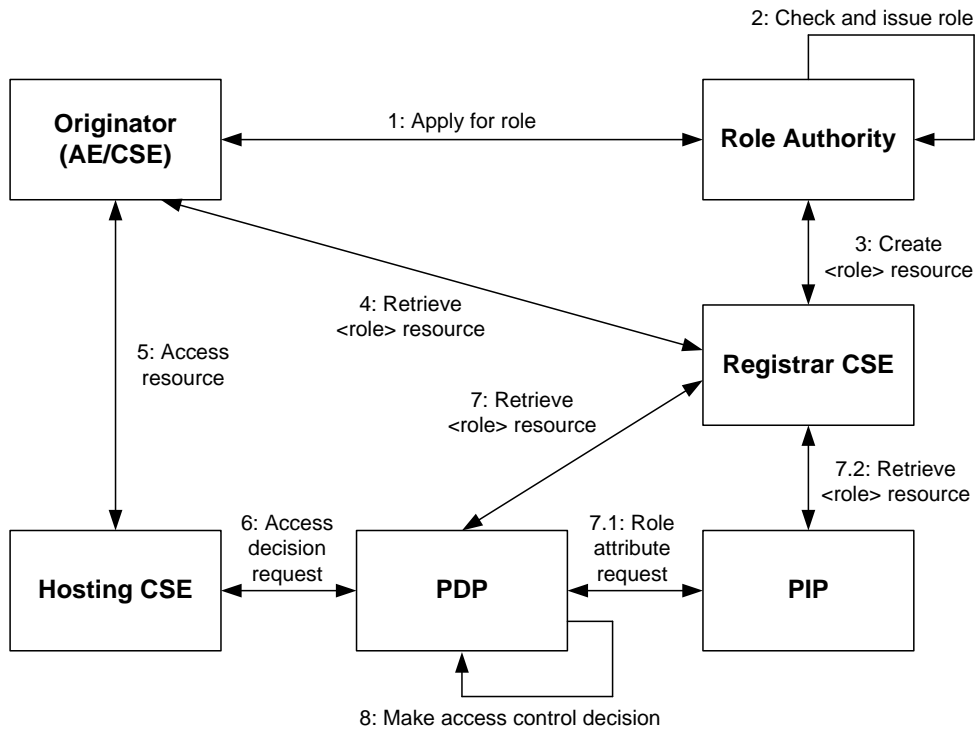 2: Check and issue role
Originator
(AE/CSE)
1: Apply for role
Role Authority
3: Create
<role> resource
4: Retrieve
<role> resource
5: Access
resource
Registrar CSE
7: Retrieve
<role> resource
7.2: Retrieve
<role> resource
6: Access
decision
request
7.1: Role
attribute
request
Hosting CSE
PDP
PIP
8: Make access control decision